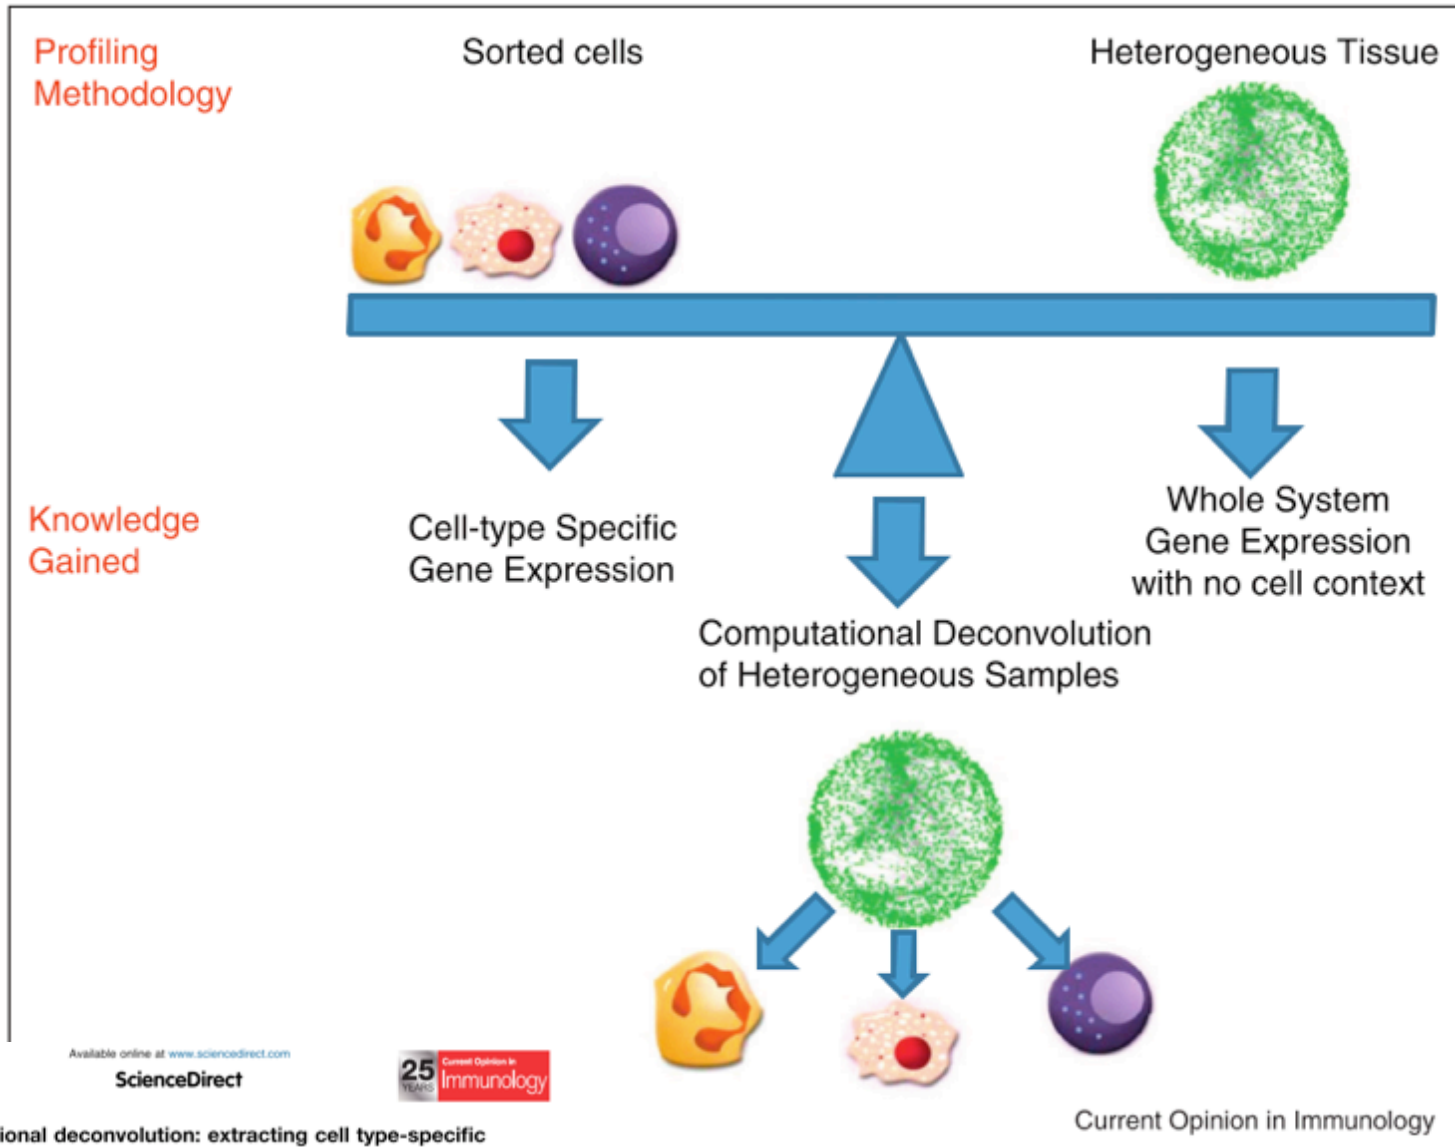 Profiling
Methodology
Sorted cells
Heterogeneous Tissue
Knowledge
Gained
Cell-type Specific
Gene Expression
Whole System
Gene Expression
with no cell context
Computational Deconvolution
of Heterogeneous Samples
Available online at www.sciencedirect.com
ScienceDirect
25
YEARS
Current Opinion in
Immunology
Current Opinion in Immunology
ional deconvolution: extracting cell type-specific